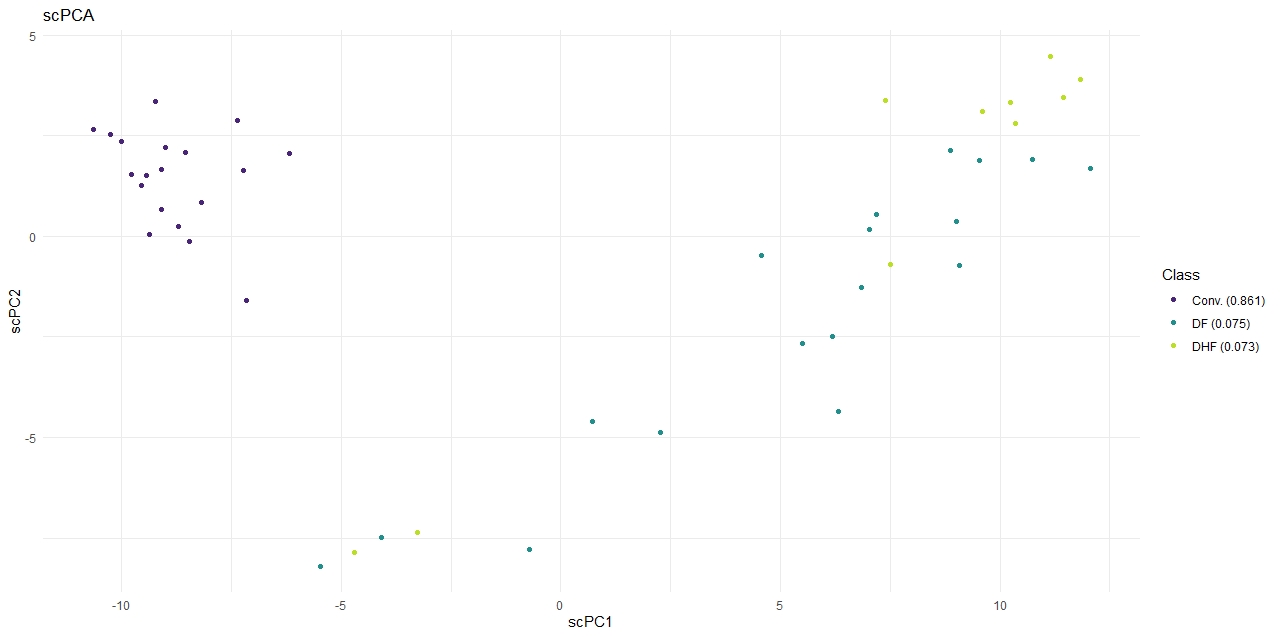 scPCA
5
0
-5
scPC2
-10
-5
0
5
10
scPC1
Class
Conv. (0.861)
DF (0.075)
DHF (0.073)